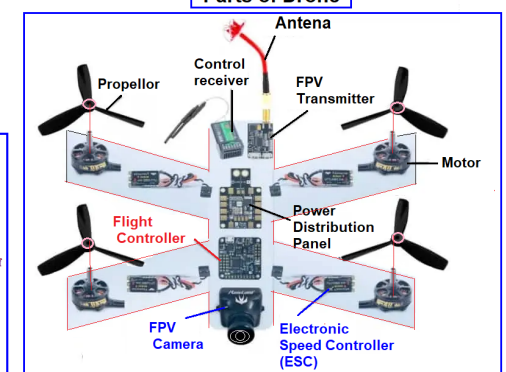 Parts of Drone
Antena
Control
receiver
FPV
Transmitter
Propellor
Motor
Power
Distribution
Panel
Flight
Controller
FPV
Camera
Electronic
Speed Controller
(ESC)